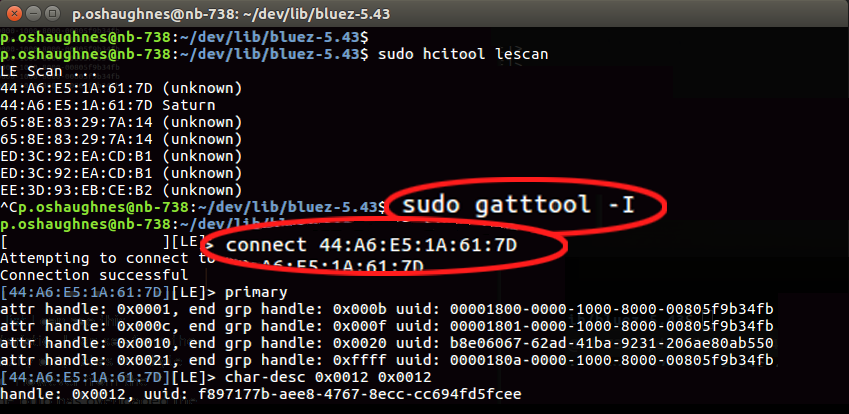 p.oshaughnes@nb-738: ~/dev/lib/bluez-5.43
p.oshaughnes@nb-738:~/dev/lib/bluez-5.43$
p.oshaughnes@nb-738:~/dev/lib/bluez-5.43$ sudo hcitool lescan
LE Scan ...
44:A6:E5:1A:61:7D (unknown)
44:A6:E5:1A:61:7D Saturn
65:8E:83:29:7A:14 (unknown)
65:8E:83:29:7A:14 (unknown)
ED:3C:92:EA:CD:B1 (unknown)
ED:3C:92:EA:CD:B1 (unknown)
EE:3D:93:EB:CE:B2 (unknown)
^Cp.oshaughnes@nb-738:~/dev/lib/bluez-5.43$ sudo gatttool -I
p.oshaughnes@nb-738:
[ ][LE]> connect 44:A6:E5:1A:61:7D
Attempting to connect to A6:E5:1A:61:7D
Connection successful
[44:A6:E5:1A:61:7D][LE]> primary
attr handle: 0x0001, end grp handle: 0x000b uuid: 00001800-0000-1000-8000-00805f9b34fb
attr handle: 0x000c, end grp handle: 0x000f uuid: 00001801-0000-1000-8000-00805f9b34fb
attr handle: 0x0010, end grp handle: 0x0020 uuid: b8e06067-62ad-41ba-9231-206ae80ab550
attr handle: 0x0021, end grp handle: 0xffff uuid: 0000180a-0000-1000-8000-00805f9b34fb
[44:A6:E5:1A:61:7D][LE]> char-desc 0x0012 0x0012
handle: 0x0012, uuid: f897177b-aee8-4767-8ecc-cc694fd5fcee